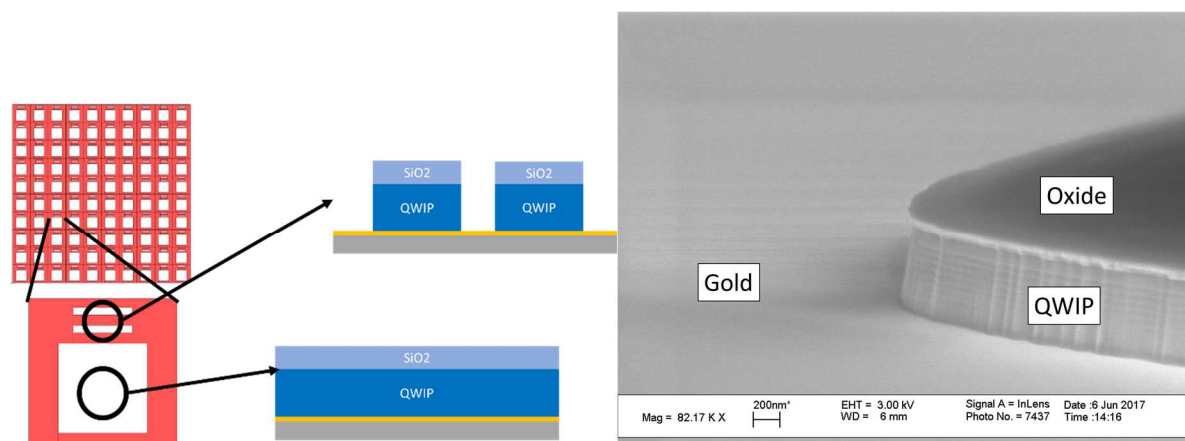 SiO2
SiO2
QWIP
QWIP
SiO2
QWIP
Oxide
Gold
QWIP
Mag = 82.17 K X
200nm*
EHT = 3.00 kV
WD = 6 mm
Signal A = InLens
Photo No. = 7437
Date :6 Jun 2017
Time :14:16